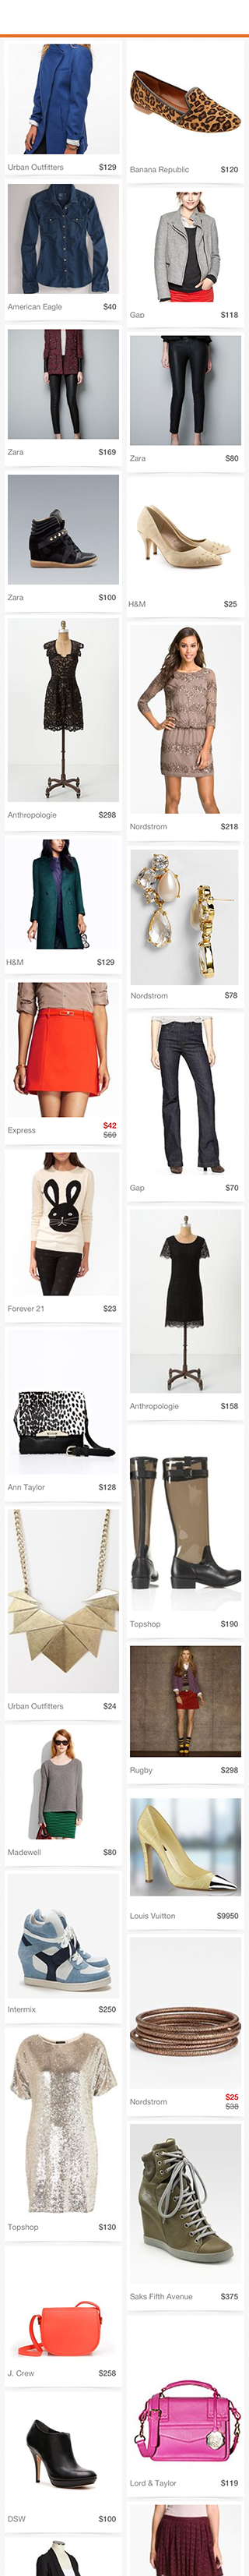 Urban Outfitters $129
Banana Republic $120
American Eagle $40
Gap $118
Zara $169
Zara $80
Zara $100
H&M $25
Anthropologie $298
Nordstrom $218
H&M $129
Nordstrom $78
Express $42
$60
Gap $70
Forever 21 $23
Anthropologie $158
Ann Taylor $128
Topshop $190
Urban Outfitters $24
Rugby $298
Madewell $80
Louis Vuitton $9950
Intermix $250
Nordstrom $25
$38
Topshop $130
Saks Fifth Avenue $375
J. Crew $258
Lord & Taylor $119
DSW $100